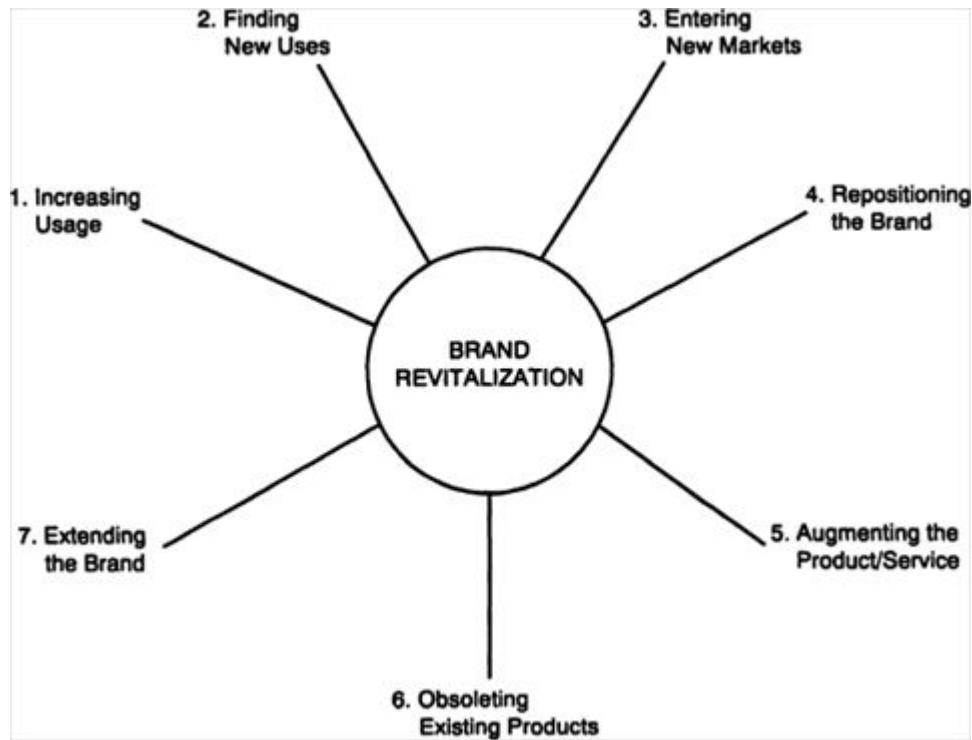 2. Finding
New Uses
3. Entering
New Markets
1. Increasing
Usage
4. Repositioning
the Brand
BRAND
REVITALIZATION
7. Extending
the Brand
5. Augmenting the
Product/Service
6. Obsoleting
Existing Products